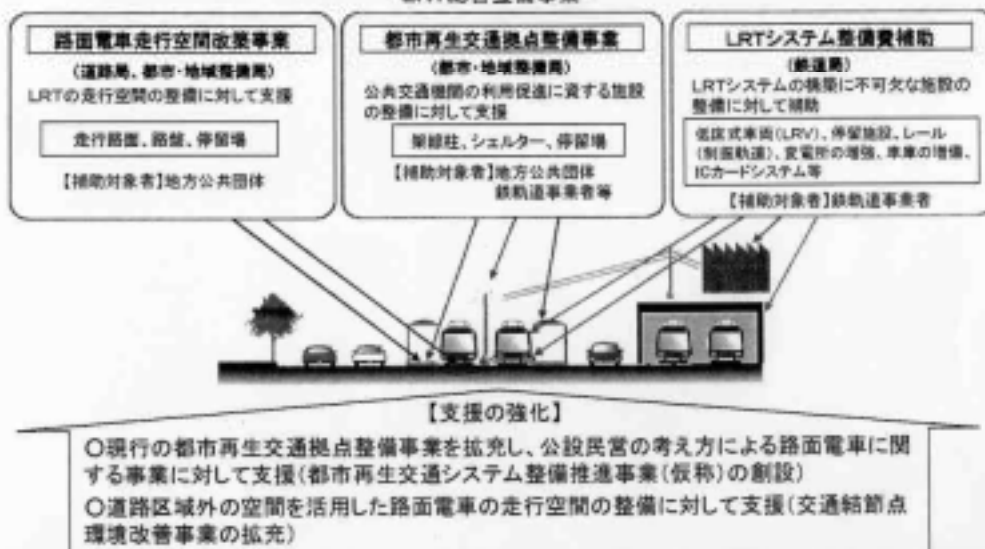 路面電車走行空間改築事業
(道路局、都市・地域整備局)
LRTの走行空間の整備に対して支援
走行路面、路盤、停留場
【補助対象者】地方公共団体
都市再生交通拠点整備事業
(都市・地域整備局)
公共交通機関の利用促進に資する施設
の整備に対して支援
架線柱、シェルター、停留場
【補助対象者】地方公共団体
鉄軌道事業者等
LRTシステム整備費補助
(鉄道局)
LRTシステムの構築に不可欠な施設の
整備に対して補助
低床式車両(LRV)、停留施設、レール
(制振軌道)、変電所の増強、車庫の増備、
ICカードシステム等
【補助対象者】鉄軌道事業者
【支援の強化】
○現行の都市再生交通拠点整備事業を拡充し、公設民営の考え方による路面電車に関
する事業に対して支援(都市再生交通システム整備推進事業(仮称)の創設)
○道路区域外の空間を活用した路面電車の走行空間の整備に対して支援(交通結節点
環境改善事業の拡充)